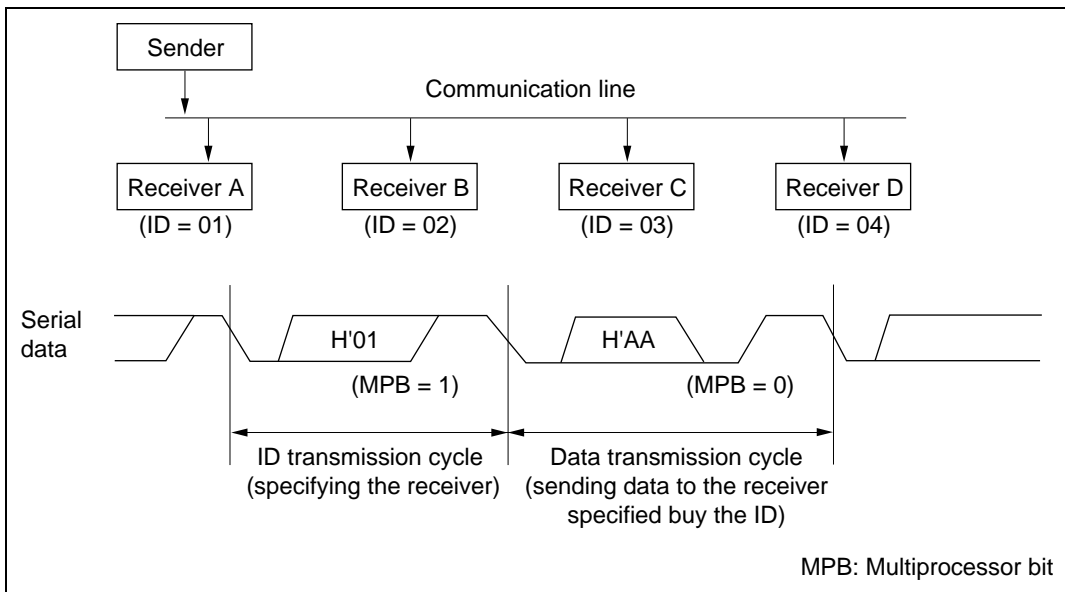 Sender
Communication line
Receiver A
Receiver B
Receiver C
Receiver D
(ID = 01)
(ID = 02)
(ID = 03)
(ID = 04)
Serial
data
H'01
H'AA
(MPB = 1)
(MPB = 0)
ID transmission cycle
(specifying the receiver)
Data transmission cycle
(sending data to the receiver
specified buy the ID)
MPB: Multiprocessor bit